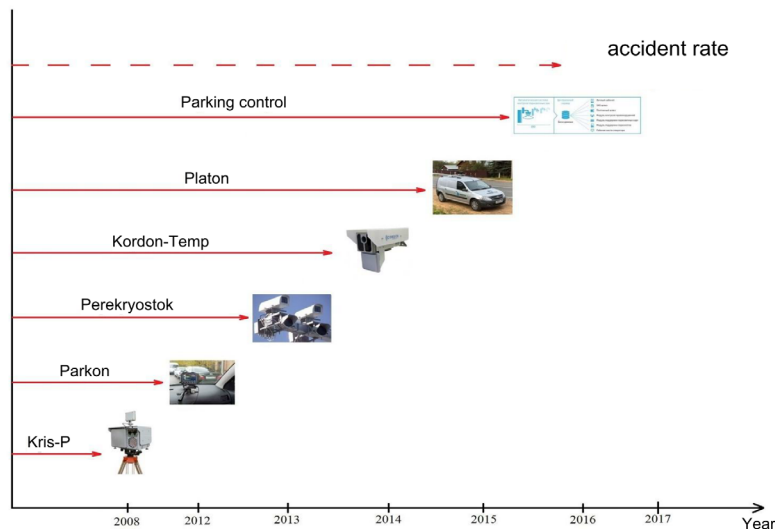 accident rate
Parking control
Platon
Kordon-Temp
Perekryostok
Parkon
Kris-P
2008 2012 2013 2014 2015 2016 2017
Year